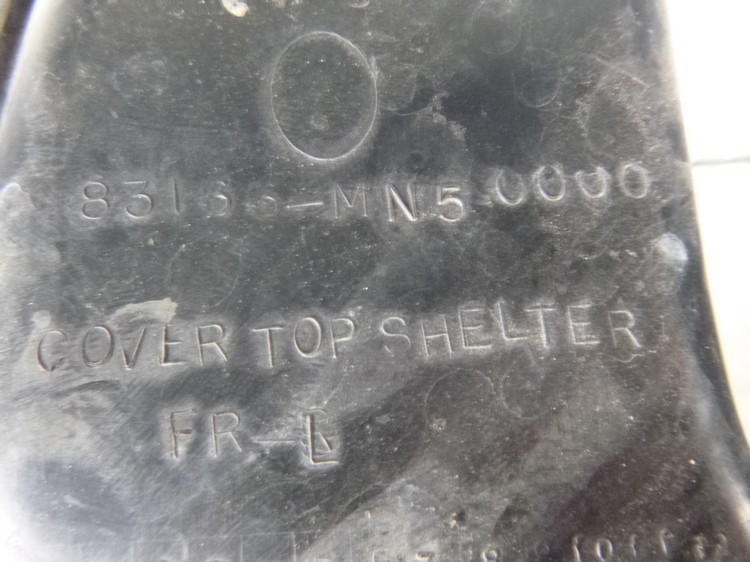 83166-MN5-0000
COVER TOP SHELTER
FR-L